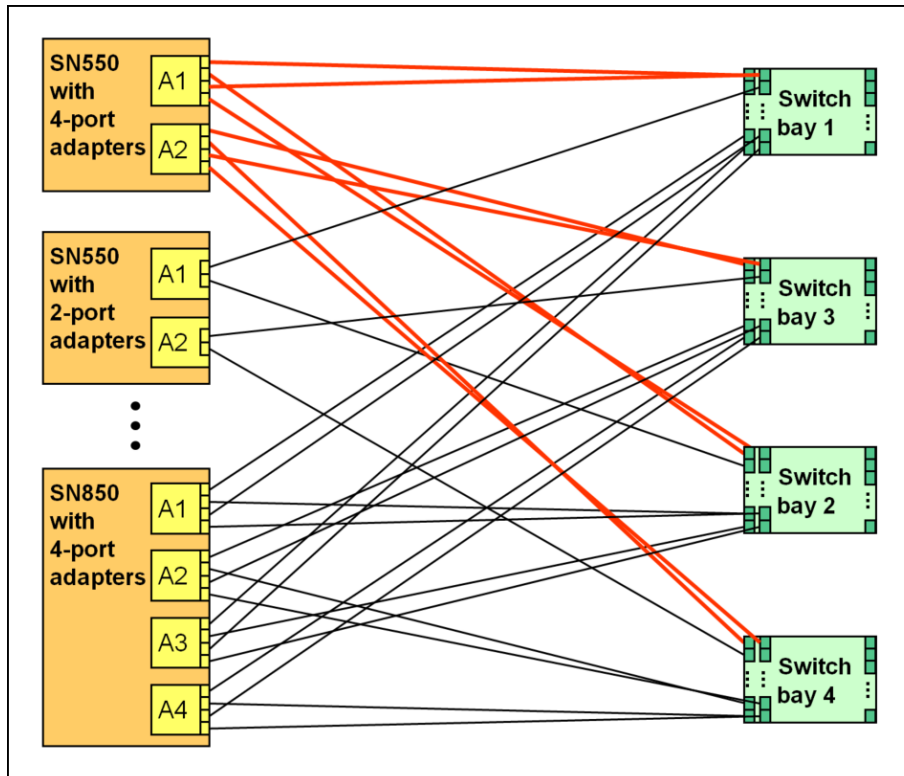 SN550
with
4-port
adapters
A1
A2
SN550
with
2-port
adapters
A1
A2
SN850
with
4-port
adapters
A1
A2
A3
A4
Switch
bay 1
Switch
bay 3
Switch
bay 2
Switch
bay 4